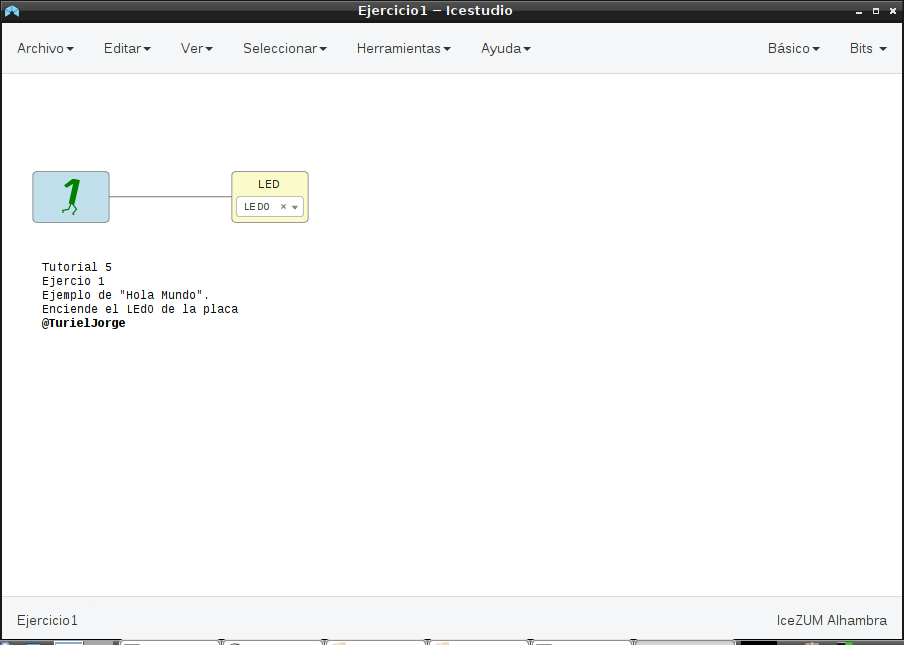 Ejercicio1 – Icestudio
Archivo Editar Ver Seleccionar Herramientas Ayuda Básico Bits
1
LED
LED0 ×
Tutorial 5
Ejercio 1
Ejemplo de "Hola Mundo".
Enciende el LEd0 de la placa
@TurielJorge
Ejercicio1 IceZUM Alhambra